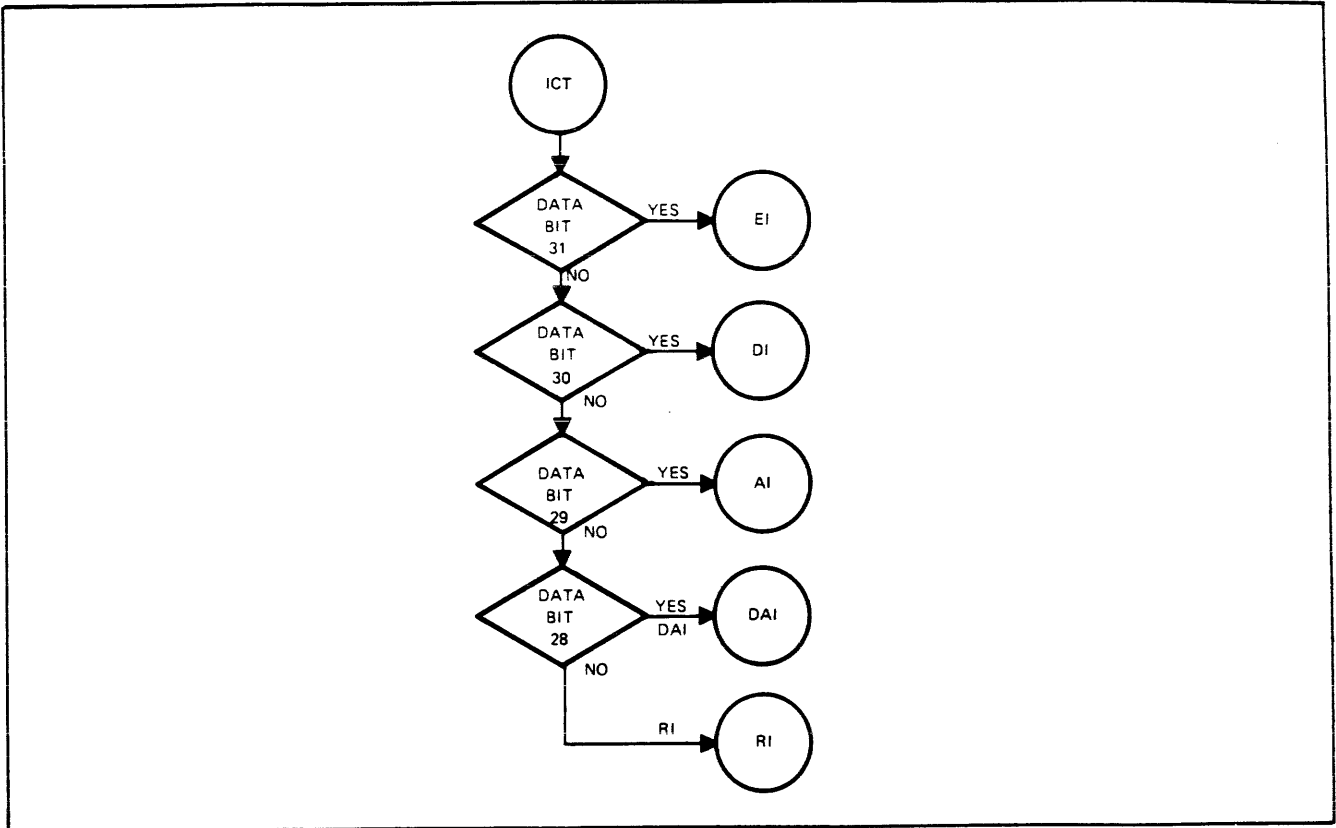 ICT
DATA
BIT
31
YES
EI
NO
DATA
BIT
30
YES
DI
NO
DATA
BIT
29
YES
AI
NO
DATA
BIT
28
YES
DAI
DAI
NO
RI
RI